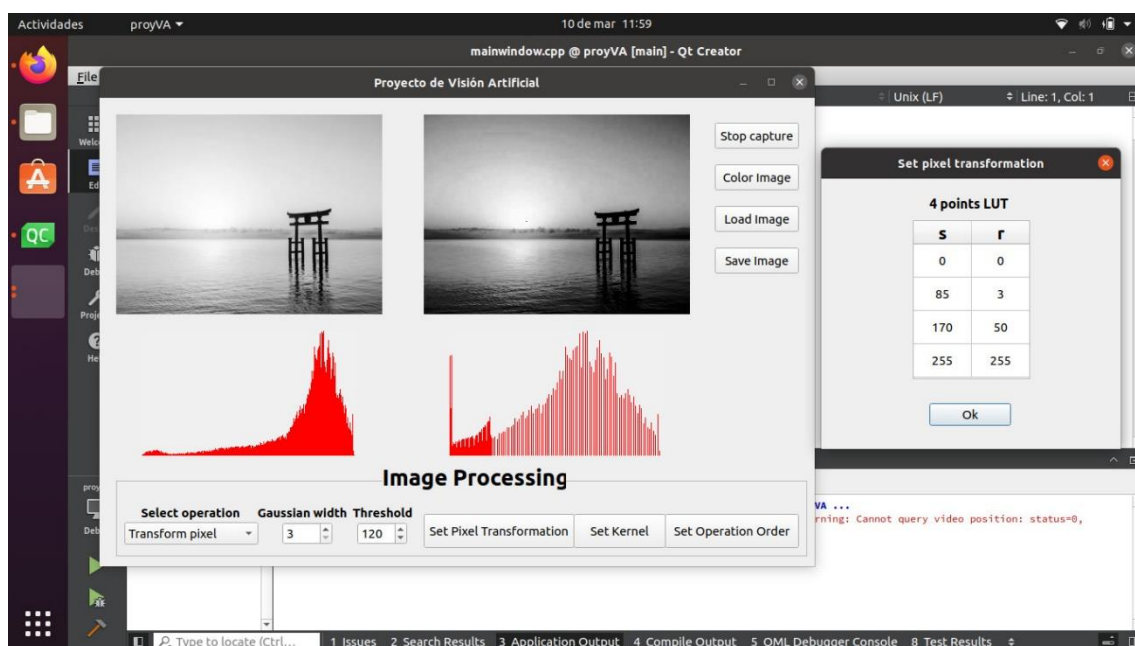 Actividades proyVA 10 de mar 11:59
mainwindow.cpp @ proyVA [main] - Qt Creator
File
Proyecto de Visión Artificial
Unix (LF) Line: 1, Col: 1
Stop capture
Color Image
Load Image
Save Image
Set pixel transformation
4 points LUT
s r
0 0
85 3
170 50
255 255
Ok
QC
Image Processing
Select operation Gaussian width Threshold
Transform pixel 3 120 Set Pixel Transformation Set Kernel Set Operation Order
VA ...
rning: Cannot query video position: status=0,
Type to locate (Ctrl... 1 Issues 2 Search Results 3 Application Output 4 Compile Output 5 QML Debugger Console 8 Test Results